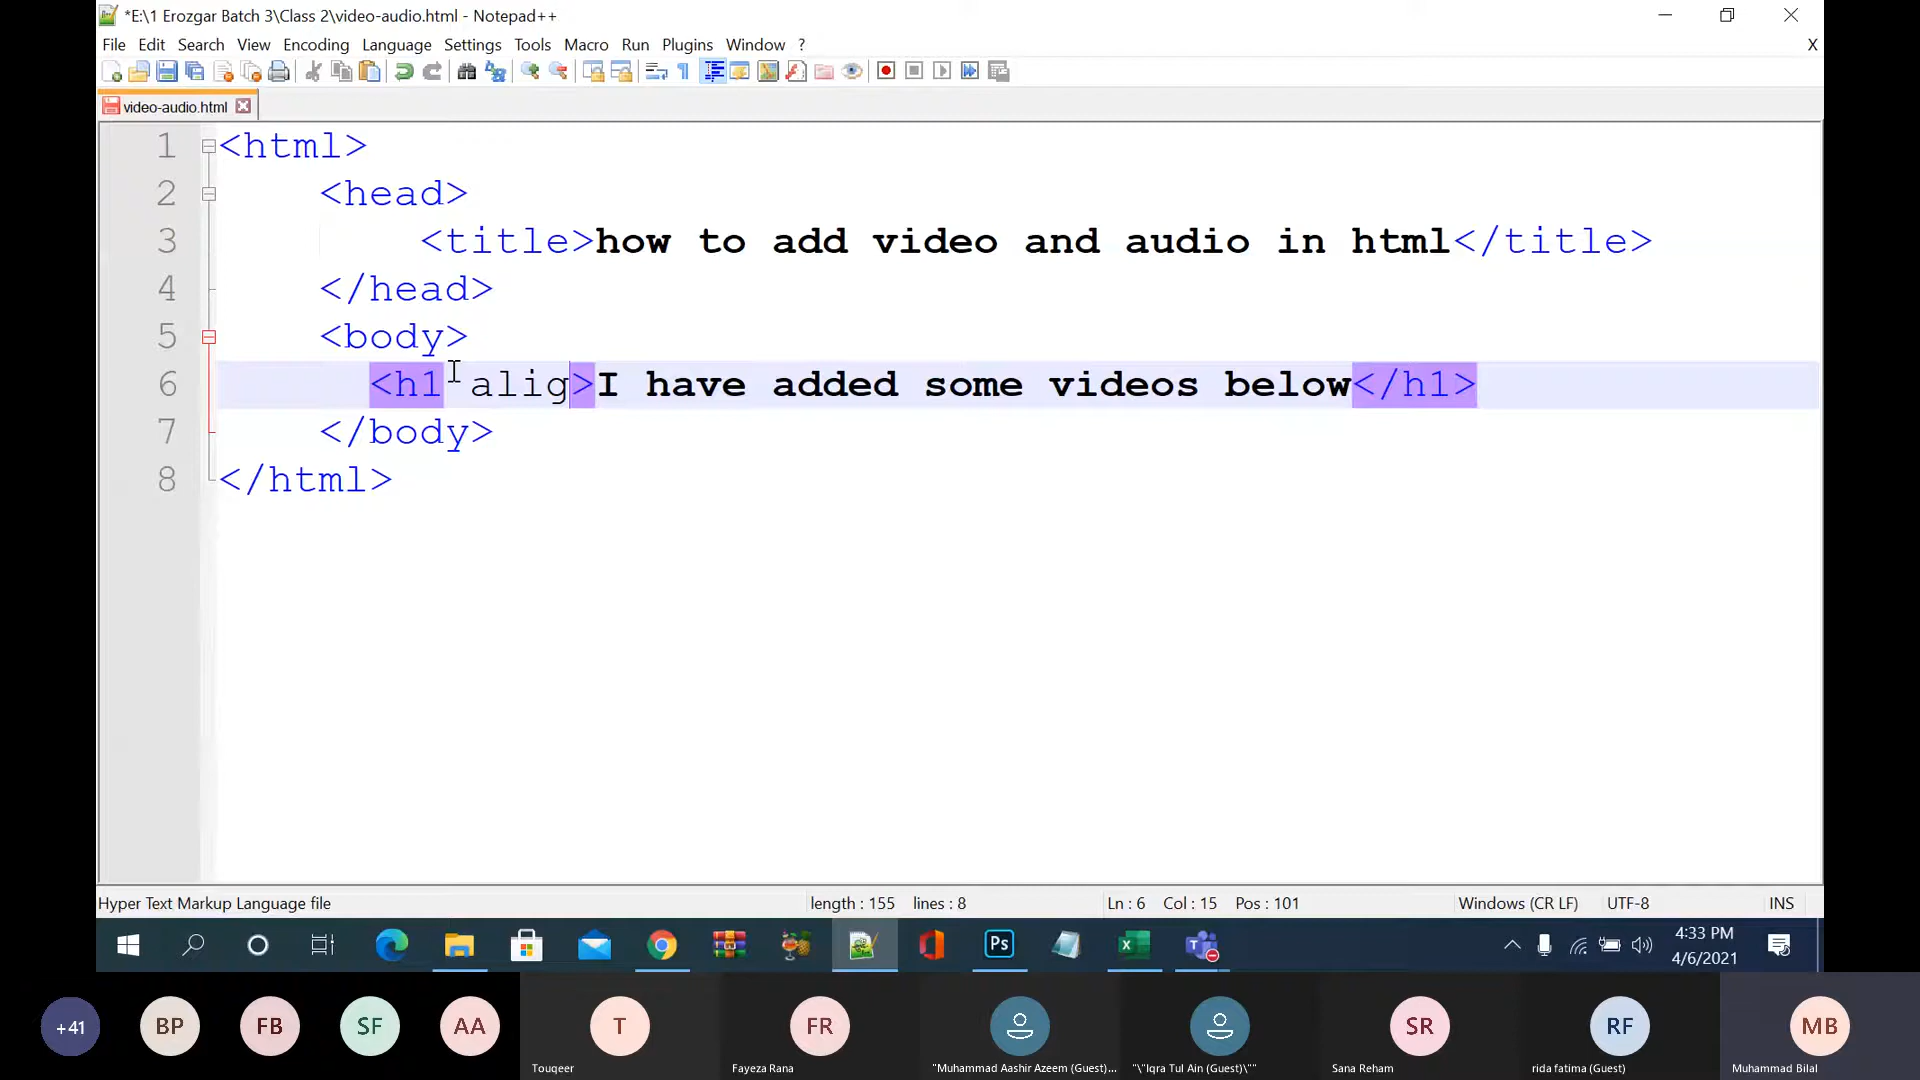 *E:\1 Erozgar Batch 3\Class 2\video-audio.html - Notepad++
File Edit Search View Encoding Language Settings Tools Macro Run Plugins Window ? X
video-audio.html
1 <html>
2 <head>
3 <title>how to add video and audio in html</title>
4 </head>
5 <body>
6 <h1 alig>I have added some videos below</h1>
7 </body>
8 </html>
Hyper Text Markup Language file length : 155 lines : 8 Ln : 6 Col : 15 Pos : 101 Windows (CR LF) UTF-8 INS
Ps
4:33 PM
4/6/2021
+41 BP FB SF AA T FR SR RF MB
Touqeer Fayeza Rana "Muhammad Aashir Azeem (Guest)... "\"Iqra Tul Ain (Guest)\"" Sana Reham rida fatima (Guest) Muhammad Bilal